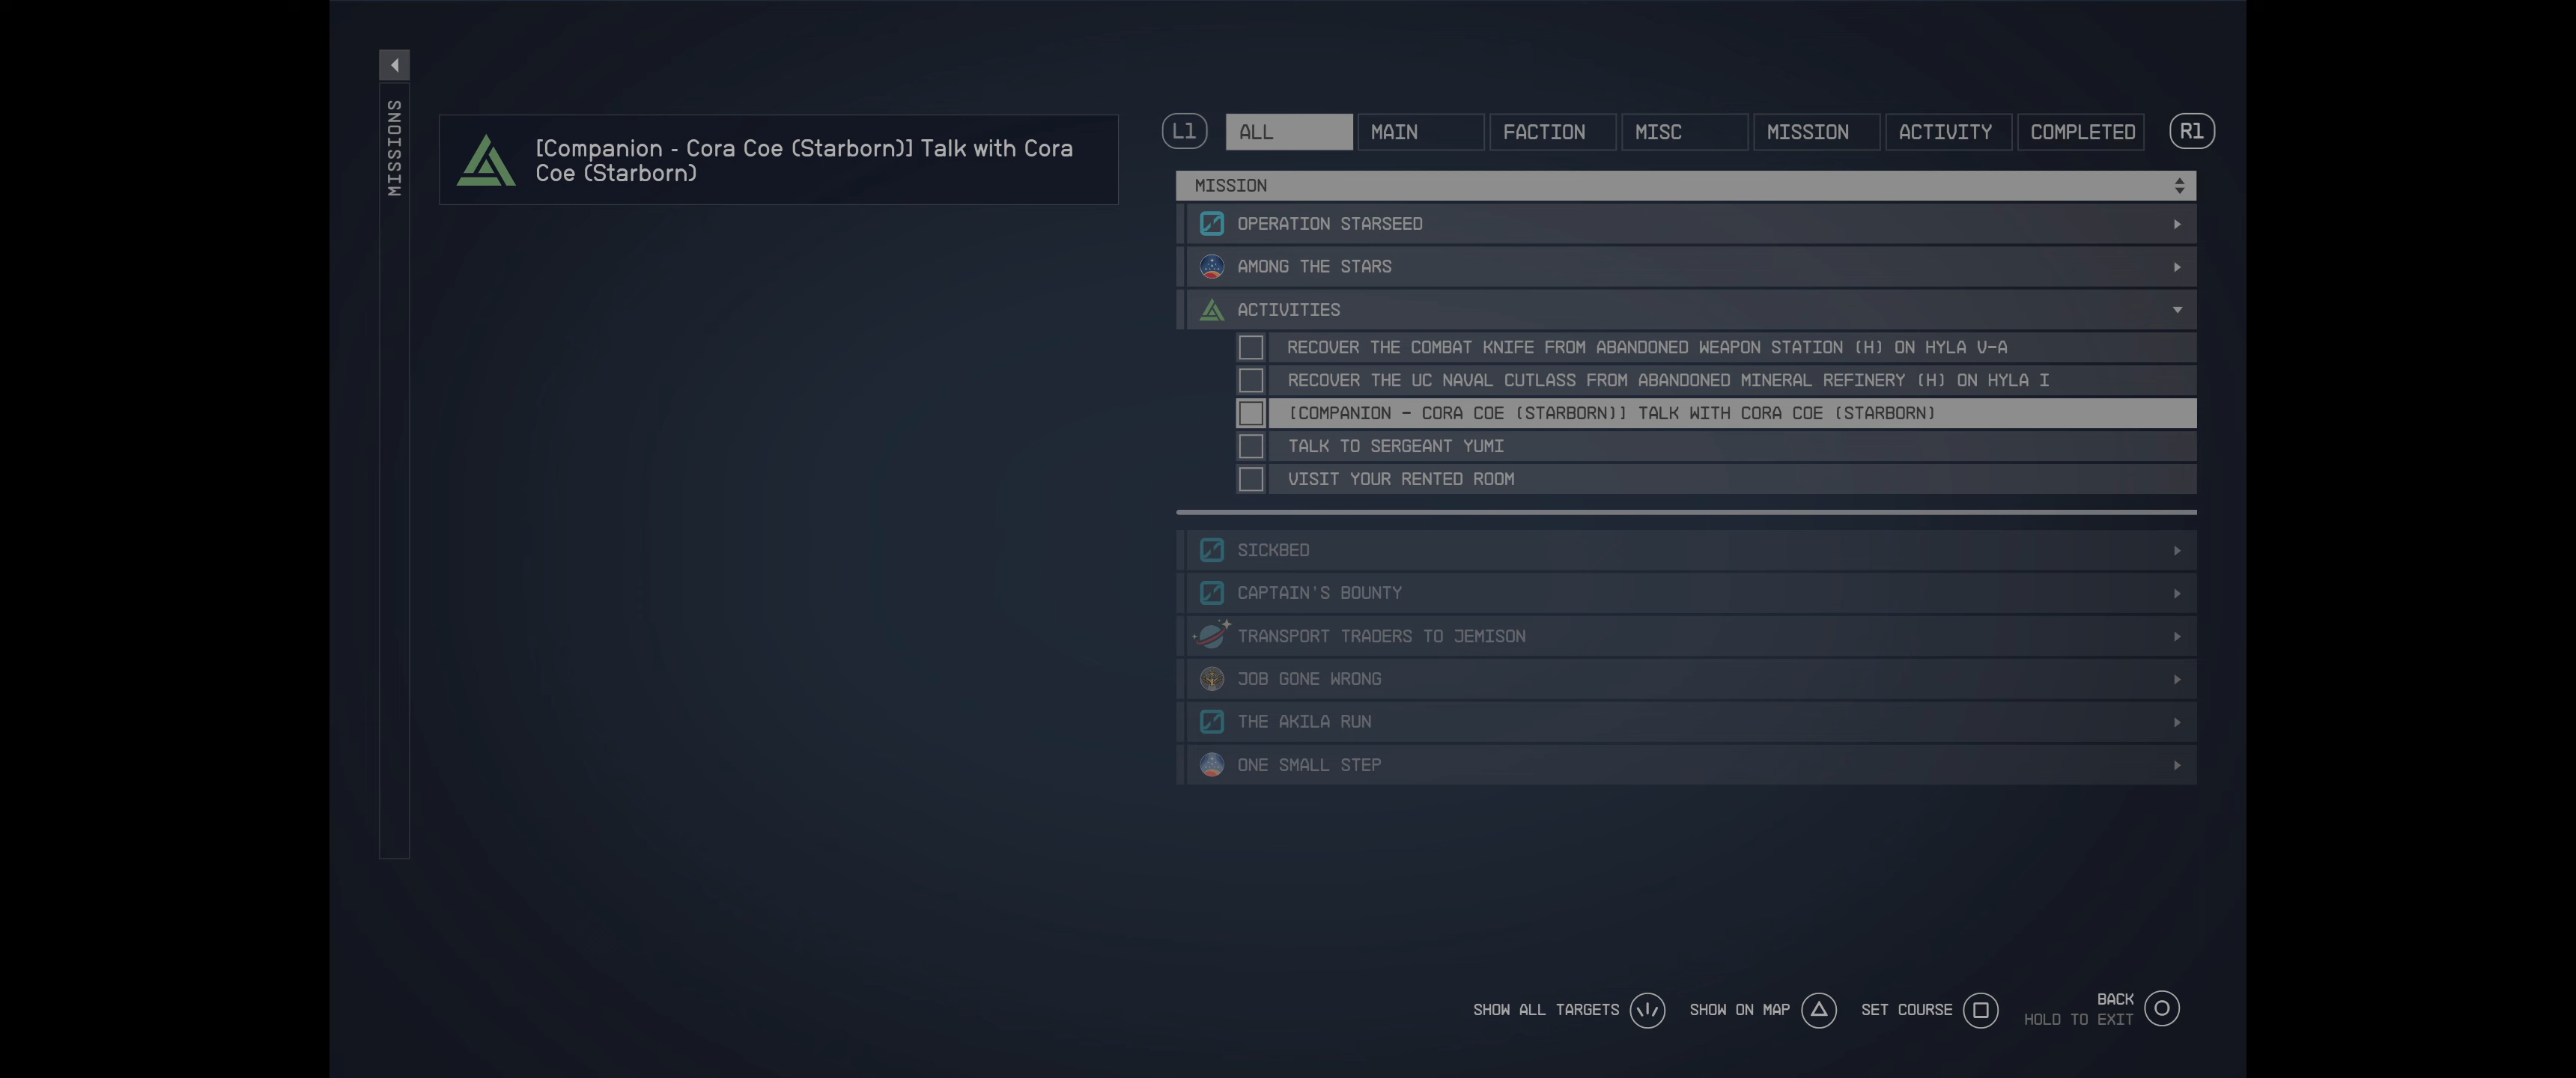 MISSIONS
[Companion - Cora Coe (Starborn)] Talk with Cora
Coe (Starborn)
L1
ALL
MAIN
FACTION
MISC
MISSION
ACTIVITY
COMPLETED
R1
MISSION
OPERATION STARSEED
AMONG THE STARS
ACTIVITIES
RECOVER THE COMBAT KNIFE FROM ABANDONED WEAPON STATION (H) ON HYLA V-A
RECOVER THE UC NAVAL CUTLASS FROM ABANDONED MINERAL REFINERY (H) ON HYLA I
[COMPANION - CORA COE (STARBORN)] TALK WITH CORA COE (STARBORN)
TALK TO SERGEANT YUMI
VISIT YOUR RENTED ROOM
SICKBED
CAPTAIN'S BOUNTY
TRANSPORT TRADERS TO JEMISON
JOB GONE WRONG
THE AKILA RUN
ONE SMALL STEP
SHOW ALL TARGETS
SHOW ON MAP
SET COURSE
BACK
HOLD TO EXIT